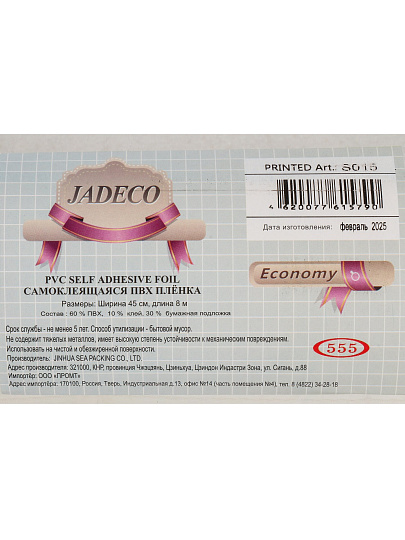 JADECO
PRINTED Art.: S015
4 620077 615790
Дата изготовления: февраль 2025
Economy
PVC SELF ADHESIVE FOIL
САМОКЛЕЯЩАЯСЯ ПВХ ПЛЁНКА
Размеры: Ширина 45 см, длина 8 м
Состав : 60 % ПВХ, 10 % клей, 30 % бумажная подложка
555
Срок службы - не менее 5 лет. Способ утилизации - бытовой мусор.
Не содержит тяжелых металлов, имеет высокую степень устойчивости к механическим повреждениям.
Использовать на чистой и обезжиренной поверхности.
Производитель: JINHUA SEA PACKING CO., LTD
Адрес производителя: 321000, КНР, провинция Чжэцзянь, Цзиньхуа, Цзиндон Индастри Зона, ул. Сигань, д.88
Импортёр: ООО «ПРОМТ»
Адрес импортёра: 170100, Россия, Тверь, Индустриальная д.13, офис №14 (часть помещения №4), тел. 8 (4822) 34-28-18